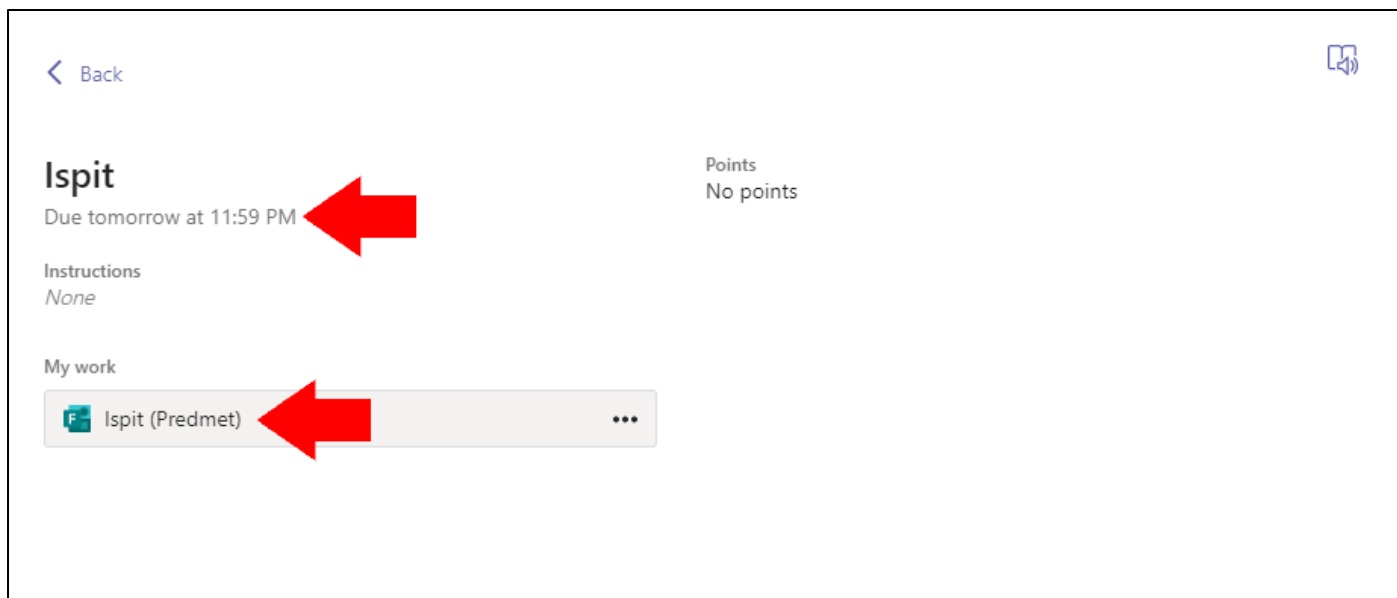 Back
Ispit
Due tomorrow at 11:59 PM
Points
No points
Instructions
None
My work
F Ispit (Predmet)